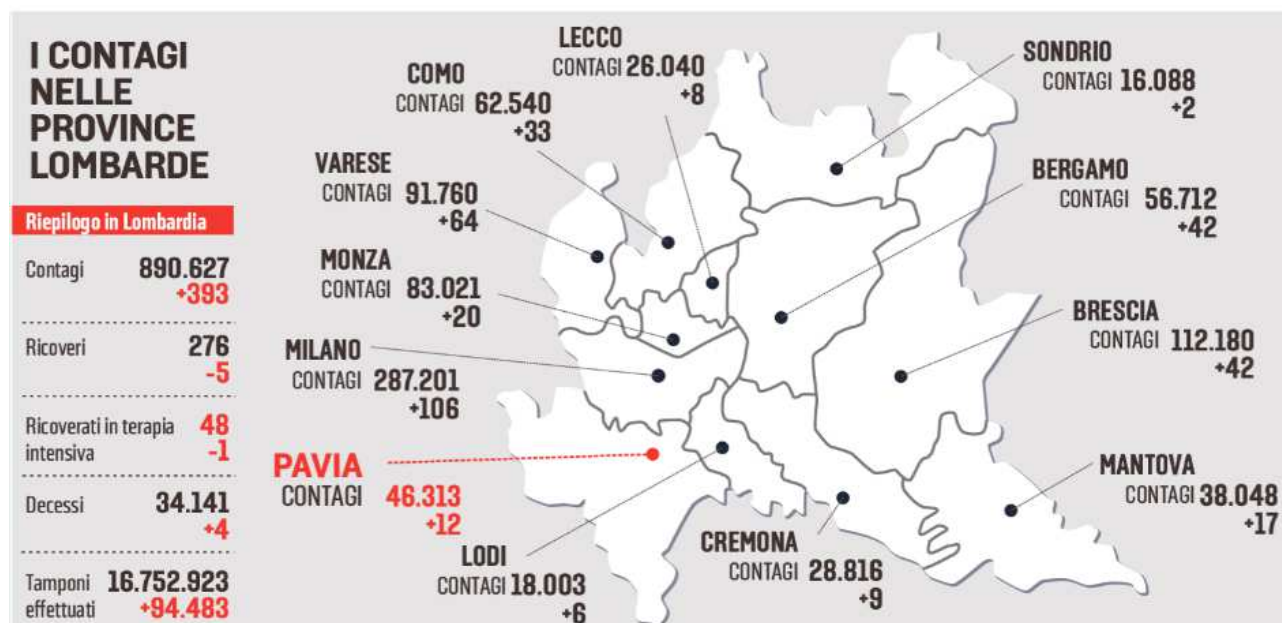 I CONTAGI
NELLE
PROVINCE
LOMBARDE
Riepilogo in Lombardia
Contagi 890.627
+393
Ricoveri 276
-5
Ricoverati in terapia 48
intensiva -1
Decessi 34.141
+4
Tamponi 16.752.923
effettuati +94.483
LECCO
CONTAGI 26.040
+8
COMO
CONTAGI 62.540
+33
VARESE
CONTAGI 91.760
+64
MONZA
CONTAGI 83.021
+20
MILANO
CONTAGI 287.201
+106
PAVIA
CONTAGI 46.313
+12
LODI
CONTAGI 18.003
+6
CREMONA
CONTAGI 28.816
+9
SONDRIO
CONTAGI 16.088
+2
BERGAMO
CONTAGI 56.712
+42
BRESCIA
CONTAGI 112.180
+42
MANTOVA
CONTAGI 38.048
+17